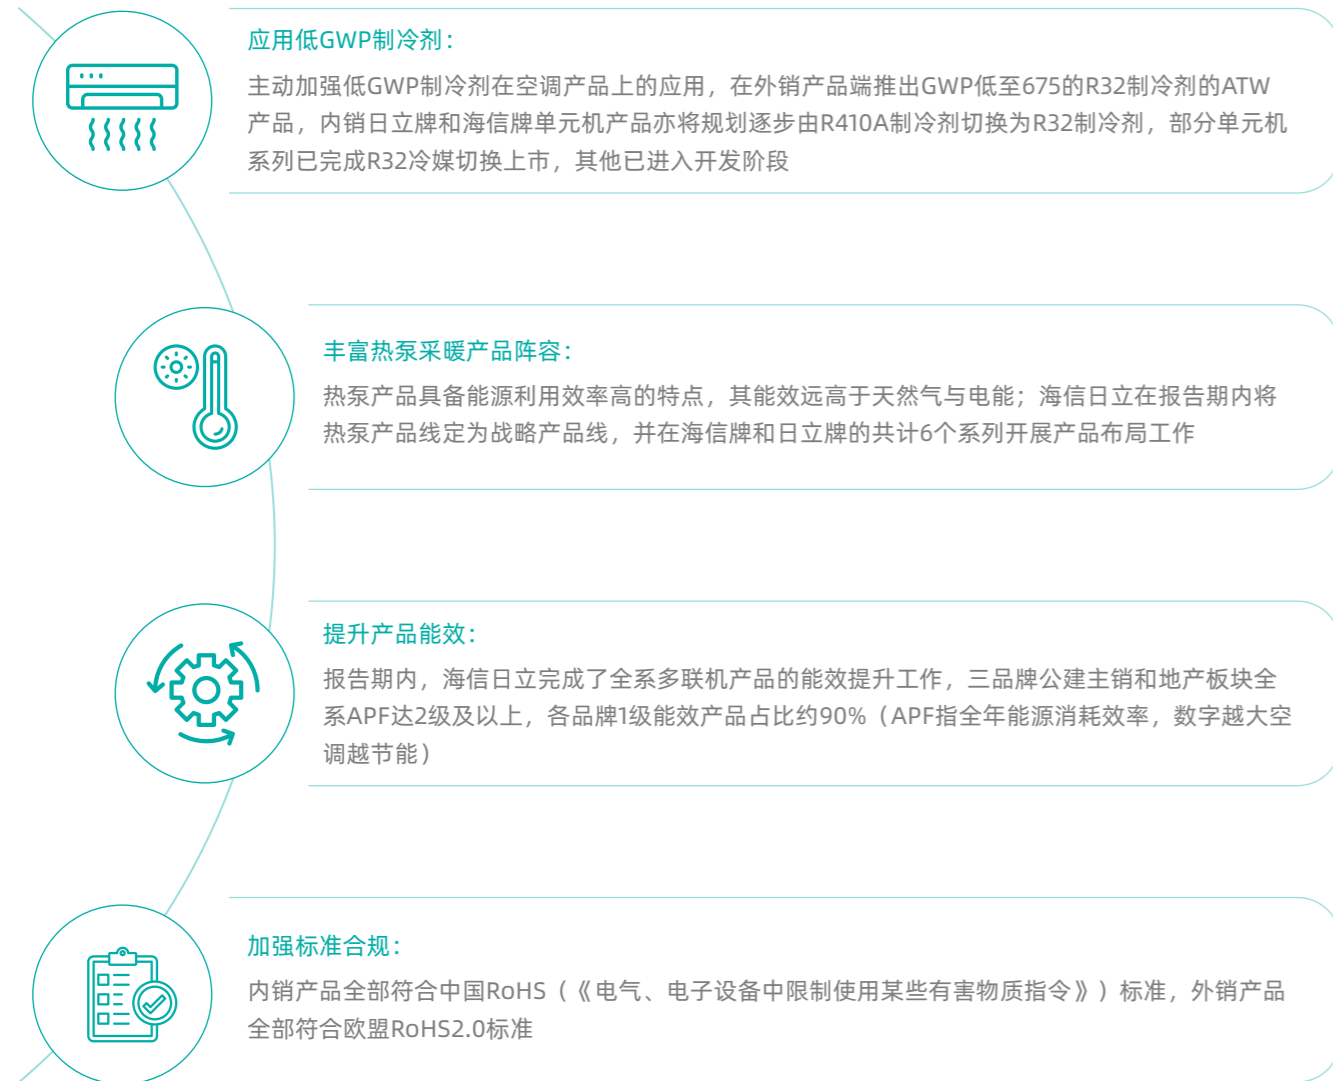 应用低GWP制冷剂：
主动加强低GWP制冷剂在空调产品上的应用，在外销产品端推出GWP低至675的R32制冷剂的ATW
产品，内销日立牌和海信牌单元机产品亦将规划逐步由R410A制冷剂切换为R32制冷剂，部分单元机
系列已完成R32冷媒切换上市，其他已进入开发阶段
丰富热泵采暖产品阵容：
热泵产品具备能源利用效率高的特点，其能效远高于天然气与电能；海信日立在报告期内将
热泵产品线定为战略产品线，并在海信牌和日立牌的共计6个系列开展产品布局工作
提升产品能效：
报告期内，海信日立完成了全系多联机产品的能效提升工作，三品牌公建主销和地产板块全
系APF达2级及以上，各品牌1级能效产品占比约90%（APF指全年能源消耗效率，数字越大空
调越节能）
加强标准合规：
内销产品全部符合中国RoHS（《电气、电子设备中限制使用某些有害物质指令》）标准，外销产品
全部符合欧盟RoHS2.0标准